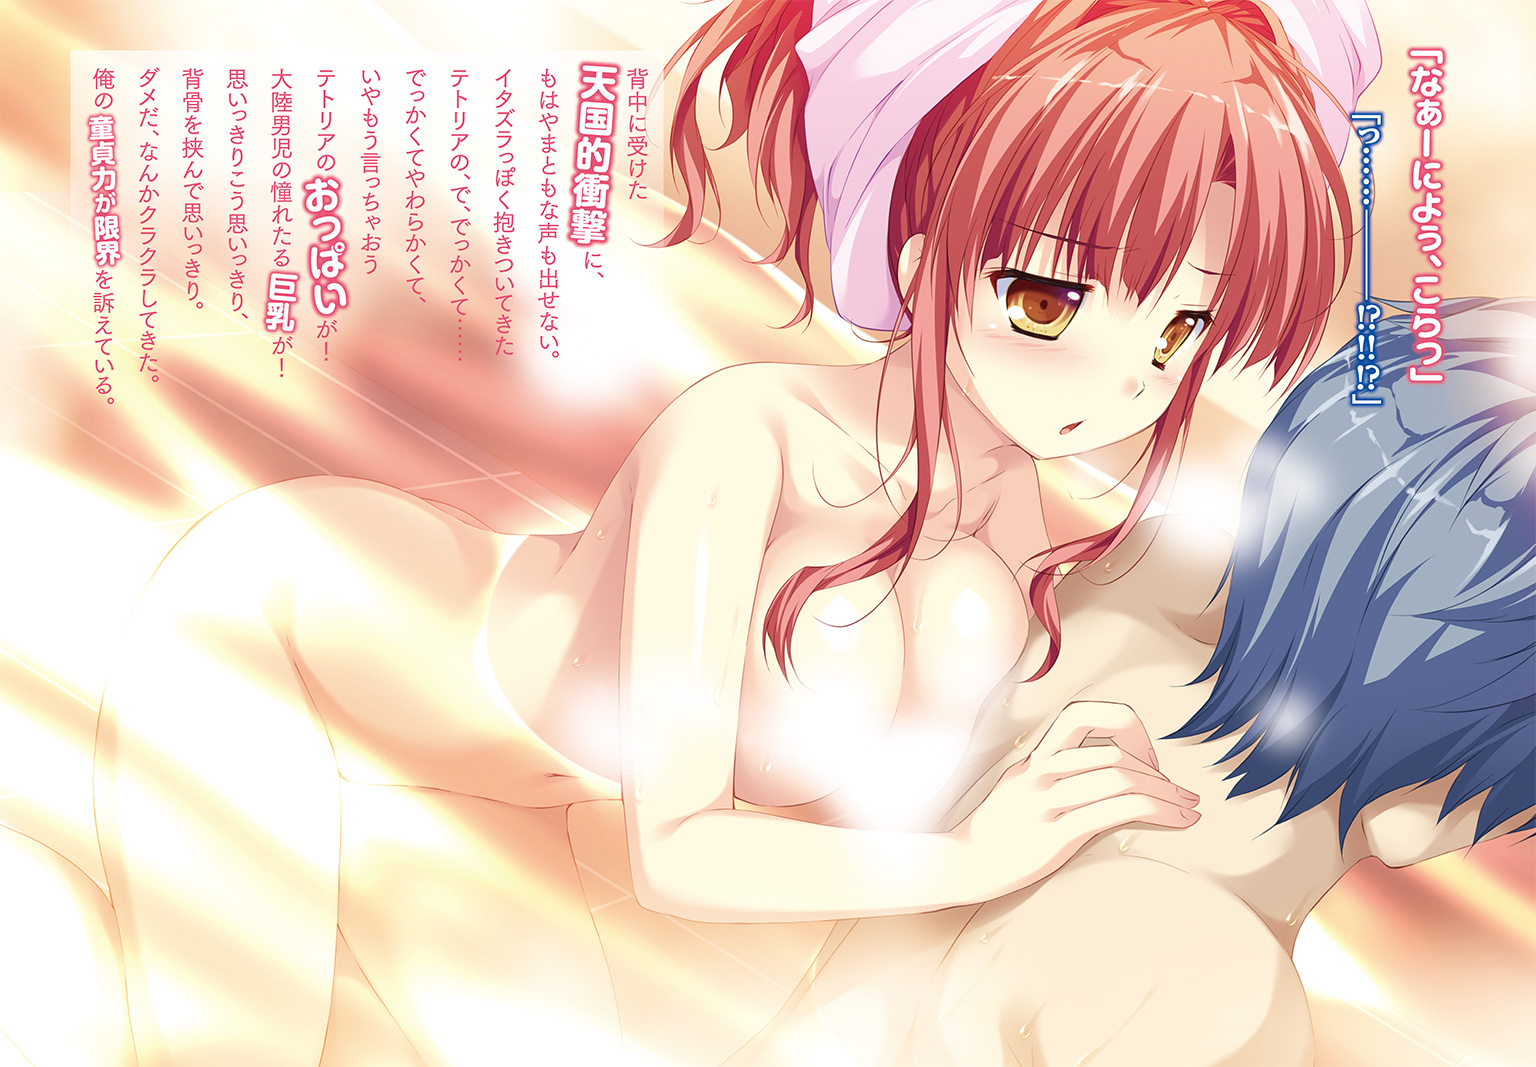 「なぁーによぅ、こらっ」
「っ……――――⁉‼⁉」
背中に受けた
天国的衝撃に、
もはやまともな声も出せない。
イタズラっぽく抱きついてきた
テトリアの、で、でっかくて……
でっかくてやわらかくて、
いやもう言っちゃおう
テトリアのおっぱいが！
大陸男児の憧れたる巨乳が！
思いっきりこう思いっきり、
背骨を挟んで思いっきり。
ダメだ、なんかクラクラしてきた。
俺の童貞力が限界を訴えている。